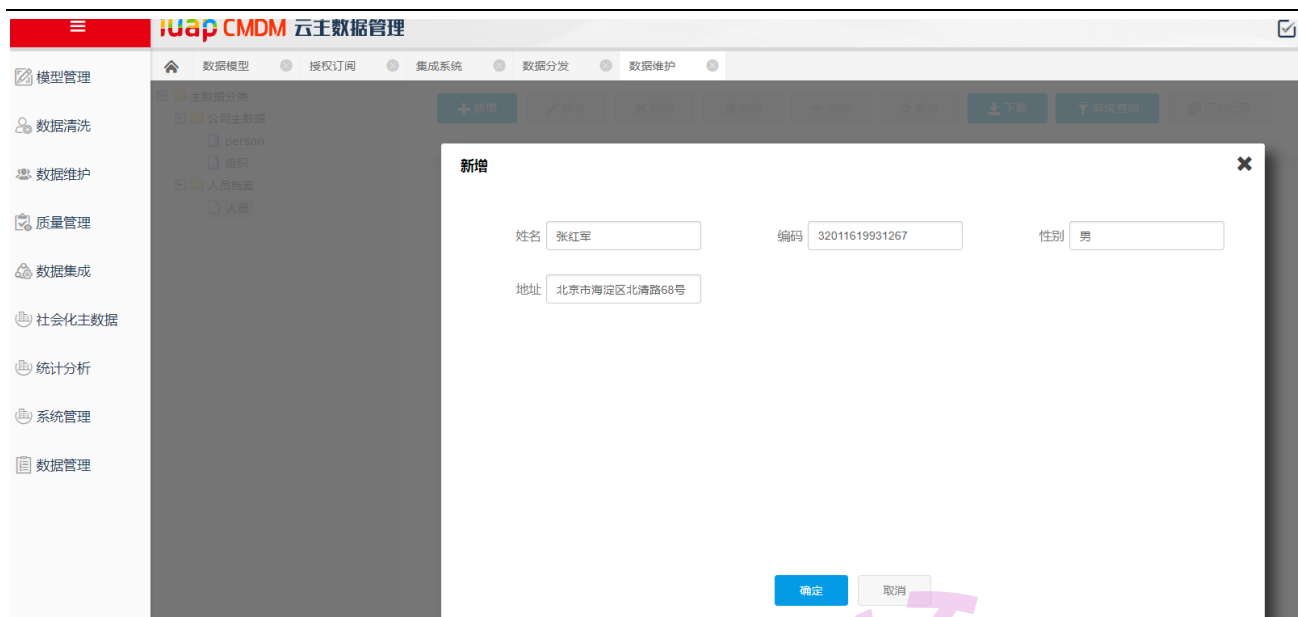 iuap CMDM 云主数据管理
模型管理
数据清洗
数据维护
质量管理
数据集成
社会化主数据
统计分析
系统管理
数据管理
数据模型 授权订阅 集成系统 数据分发 数据维护
主数据分类
公司主数据
person
组织
人员档案
人员
新增 下载 高级查询
新增
姓名 张红军 编码 32011619931267 性别 男
地址 北京市海淀区北清路68号
确定 取消